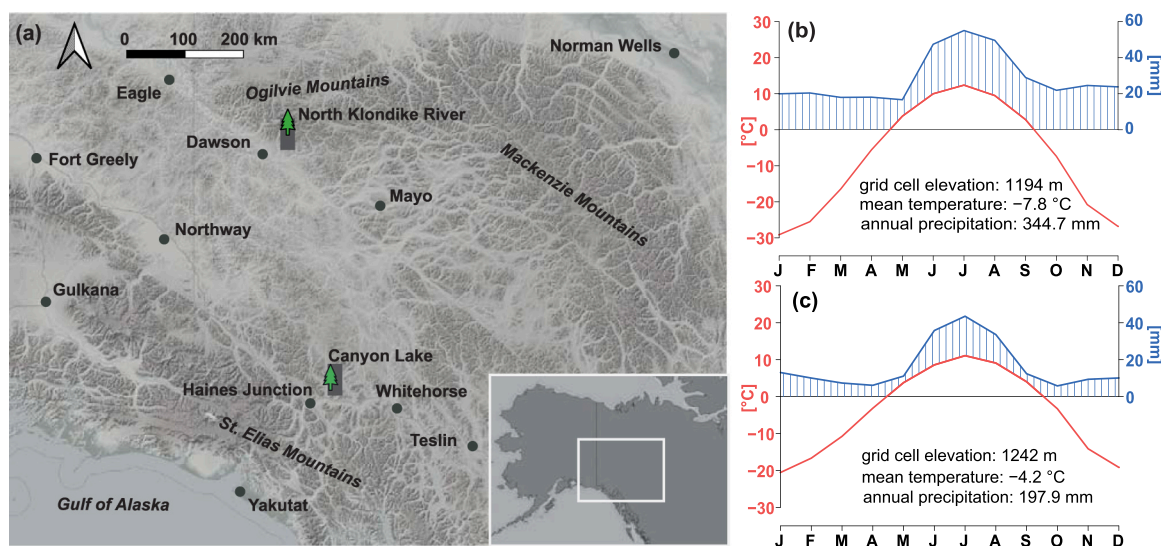 (a)
0 100 200 km
Norman Wells
Eagle
Ogilvie Mountains
North Klondike River
Dawson
Fort Greely
Mackenzie Mountains
Mayo
Northway
Gulkana
Canyon Lake
Haines Junction
Whitehorse
St. Elias Mountains
Teslin
Gulf of Alaska
Yakutat
(b)
30
20
10
0
−10
−20
−30
[°C]
60
40
20
0
[mm]
grid cell elevation: 1194 m
mean temperature: −7.8 °C
annual precipitation: 344.7 mm
J F M A M J J A S O N D
(c)
30
20
10
0
−10
−20
−30
[°C]
60
40
20
0
[mm]
grid cell elevation: 1242 m
mean temperature: −4.2 °C
annual precipitation: 197.9 mm
J F M A M J J A S O N D